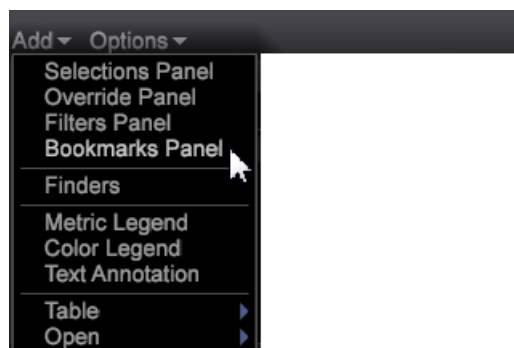 Add Options
Selections Panel
Override Panel
Filters Panel
Bookmarks Panel
Finders
Metric Legend
Color Legend
Text Annotation
Table
Open